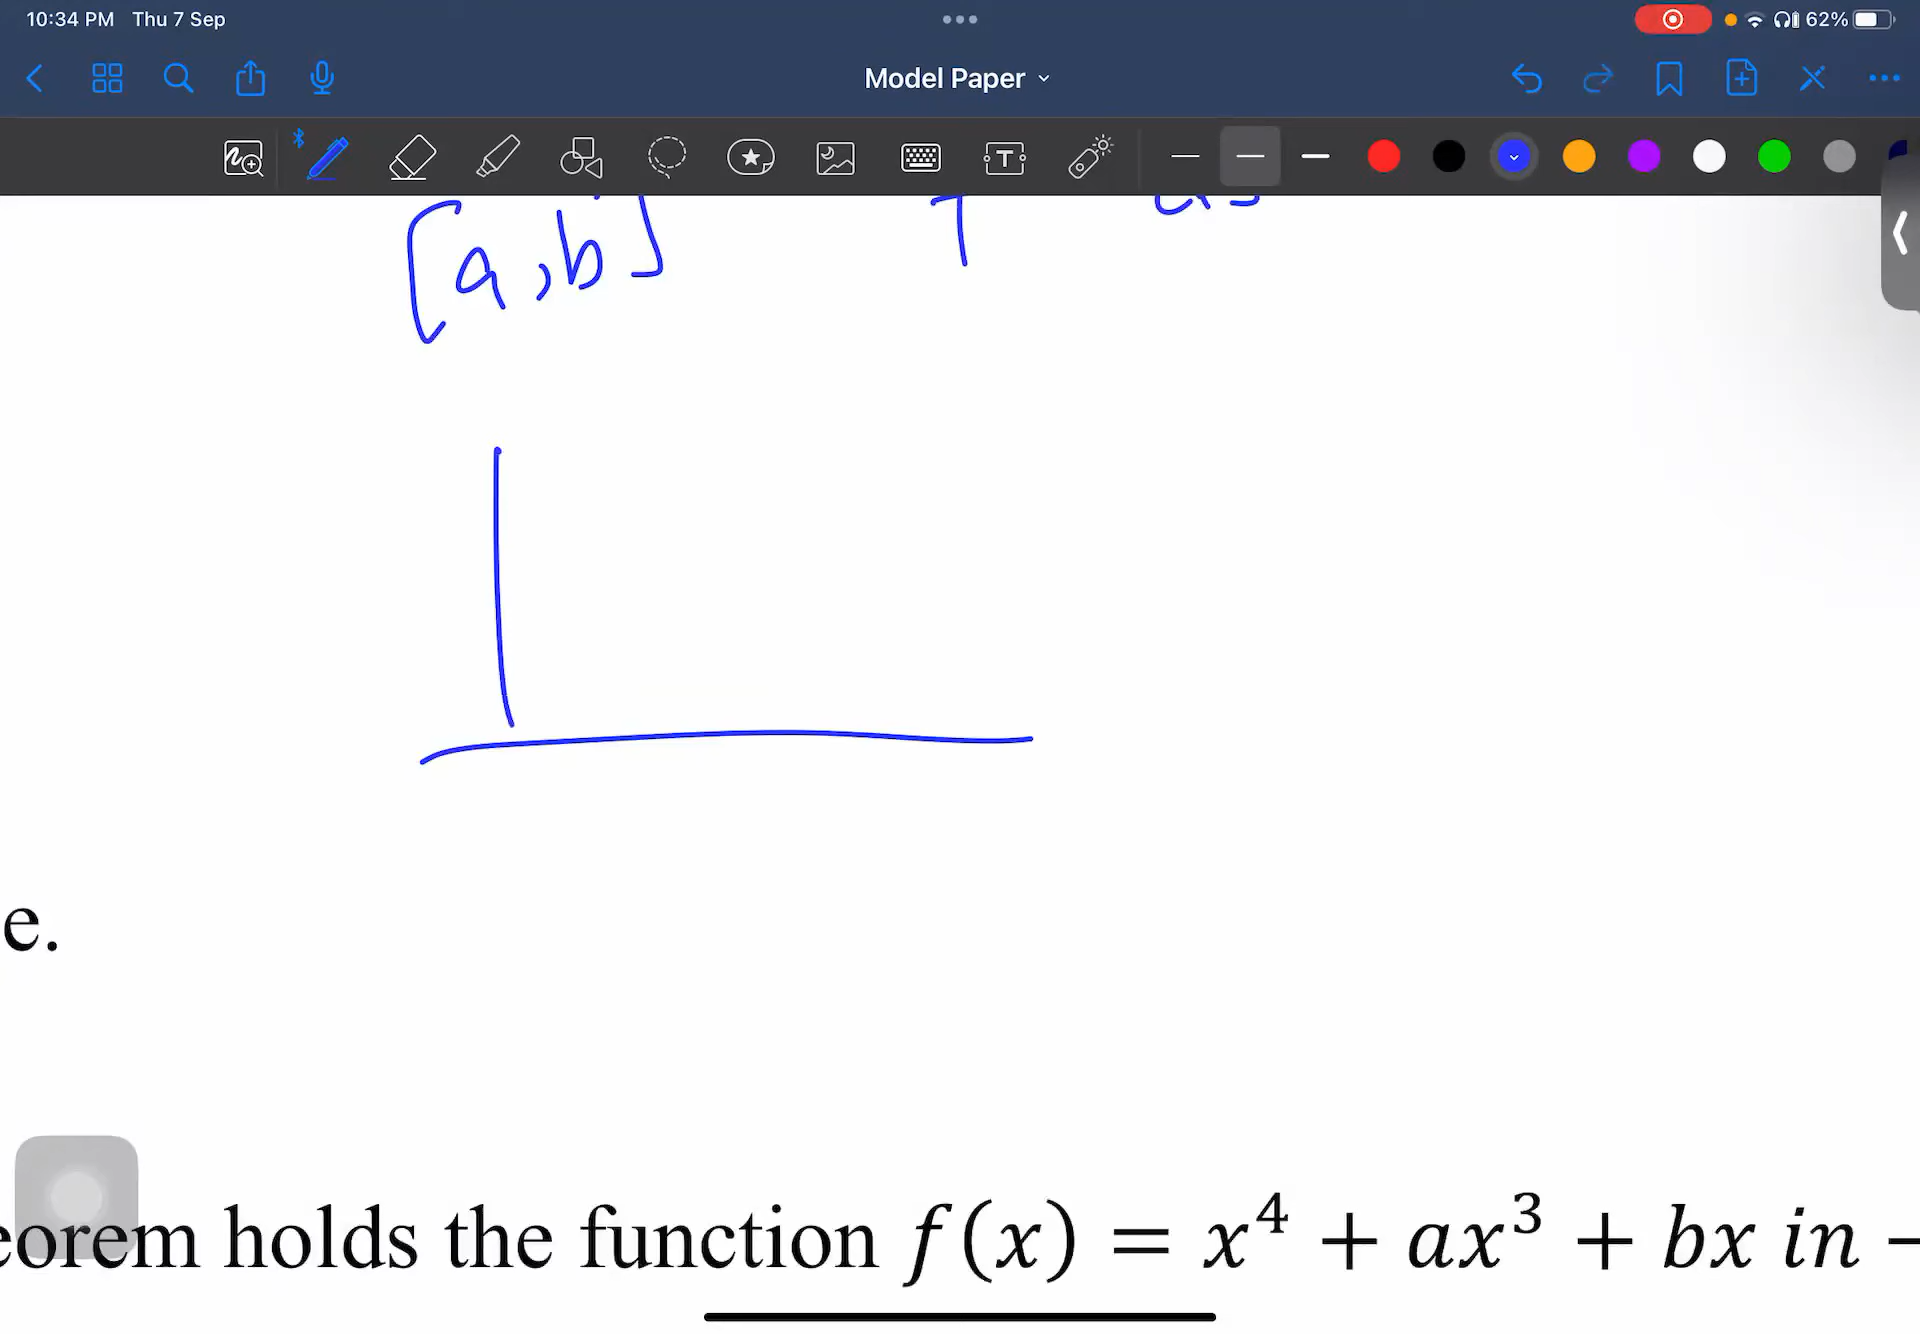 10:34 PM Thu 7 Sep
62%
Model Paper
T
[a,b]
e.
eorem holds the function f(x) = x⁴ + ax³ + bx in −